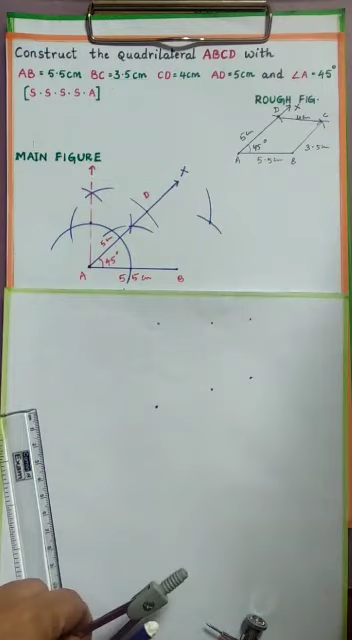 Construct the quadrilateral ABCD with
AB = 5.5cm BC = 3.5cm CD = 4cm AD = 5cm and ∠A = 45°
[S.S.S.S.A]
ROUGH FIG.
D X
4cm C
5cm
45° 3.5cm
A 5.5cm B
MAIN FIGURE
X
D
5cm
45°
A 5.5cm B
Exam